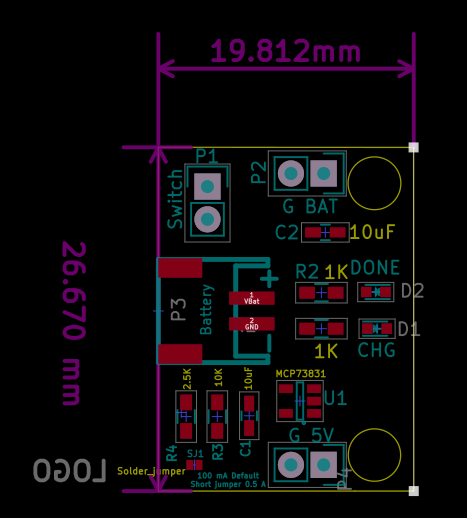 19.812mm
26.670 mm
P1
Switch
P2
G BAT
C2 10uF
R2 1K DONE
D2
P3
Battery
+
1
VBat
2
GND
-
D1
1K CHG
2.5K
10K
10uF
MCP73831
U1
R4
R3
C1
SJ1
Solder_jumper
G 5V
P4
100 mA Default
Short jumper 0.5 A
LOGO